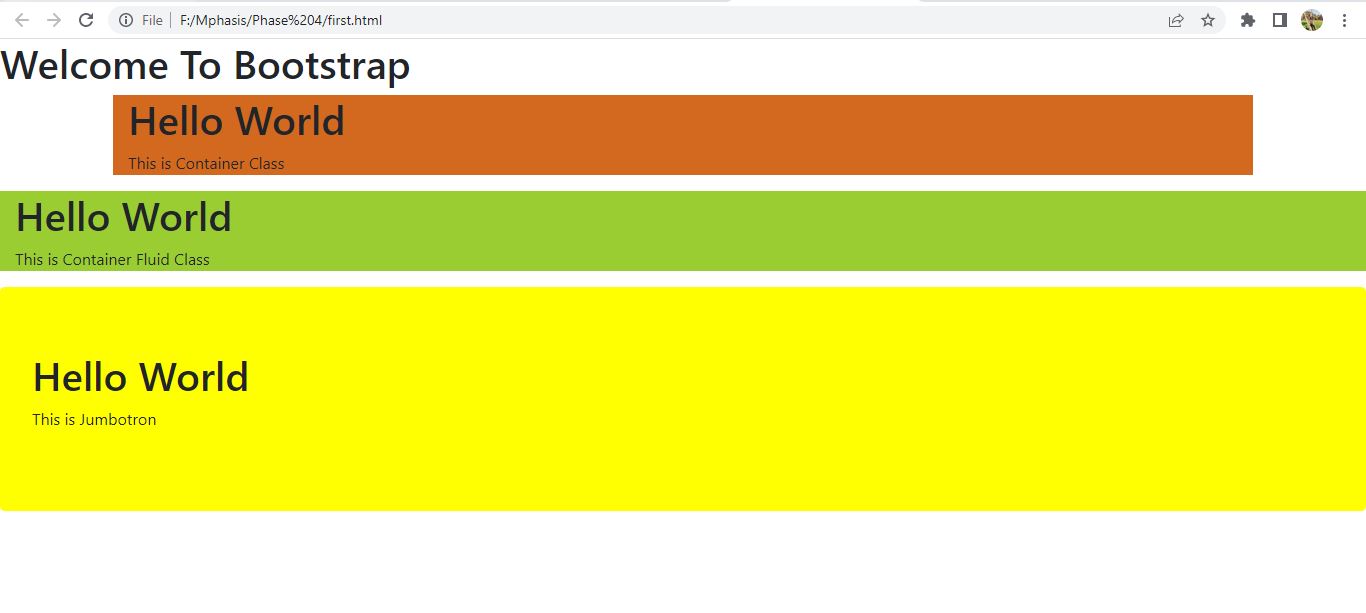 File F:/Mphasis/Phase%204/first.html
Welcome To Bootstrap
Hello World
This is Container Class
Hello World
This is Container Fluid Class
Hello World
This is Jumbotron